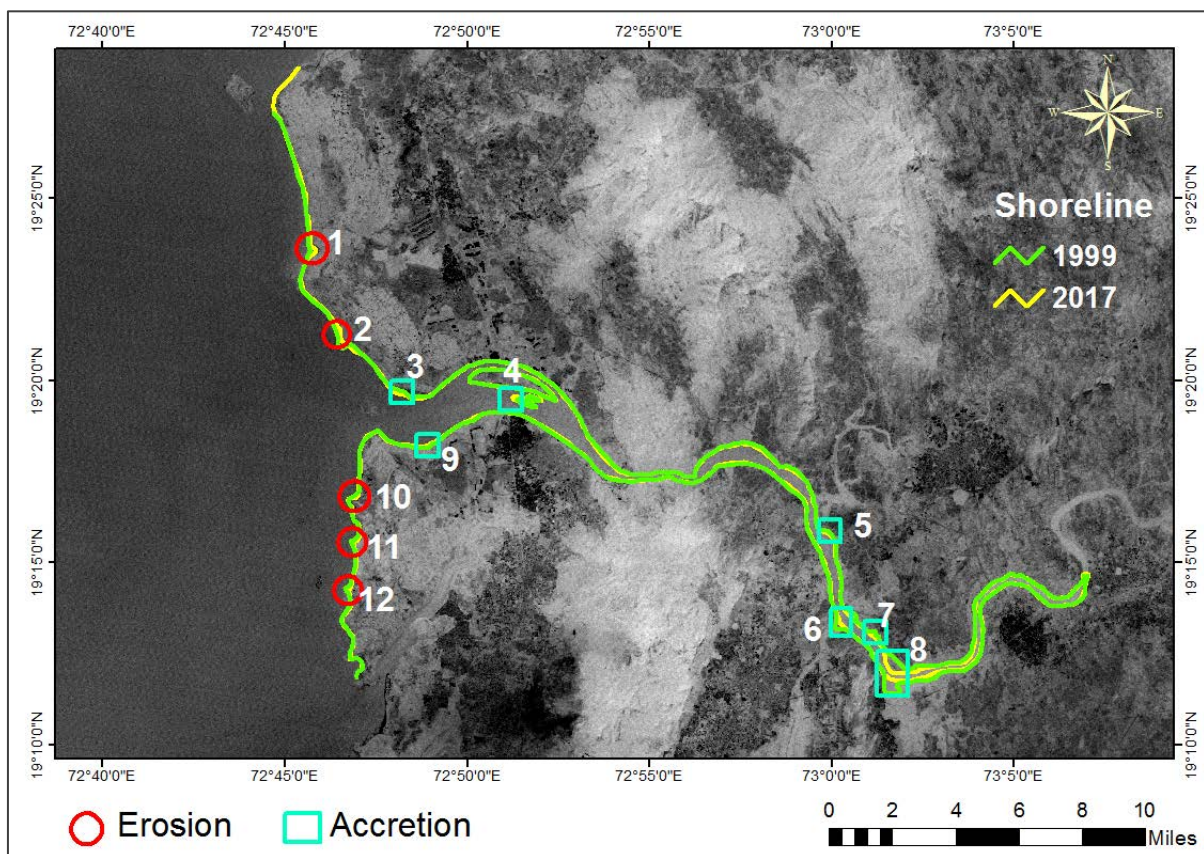 72°40'0"E 72°45'0"E 72°50'0"E 72°55'0"E 73°0'0"E 73°5'0"E
N
W E
S
19°25'0"N 19°25'0"N
Shoreline
1999
2017
1
2
3
4
19°20'0"N 19°20'0"N
9
10
5
11
19°15'0"N 19°15'0"N
12
6
7
8
19°10'0"N 19°10'0"N
72°40'0"E 72°45'0"E 72°50'0"E 72°55'0"E 73°0'0"E 73°5'0"E
Erosion Accretion
0 2 4 6 8 10
Miles